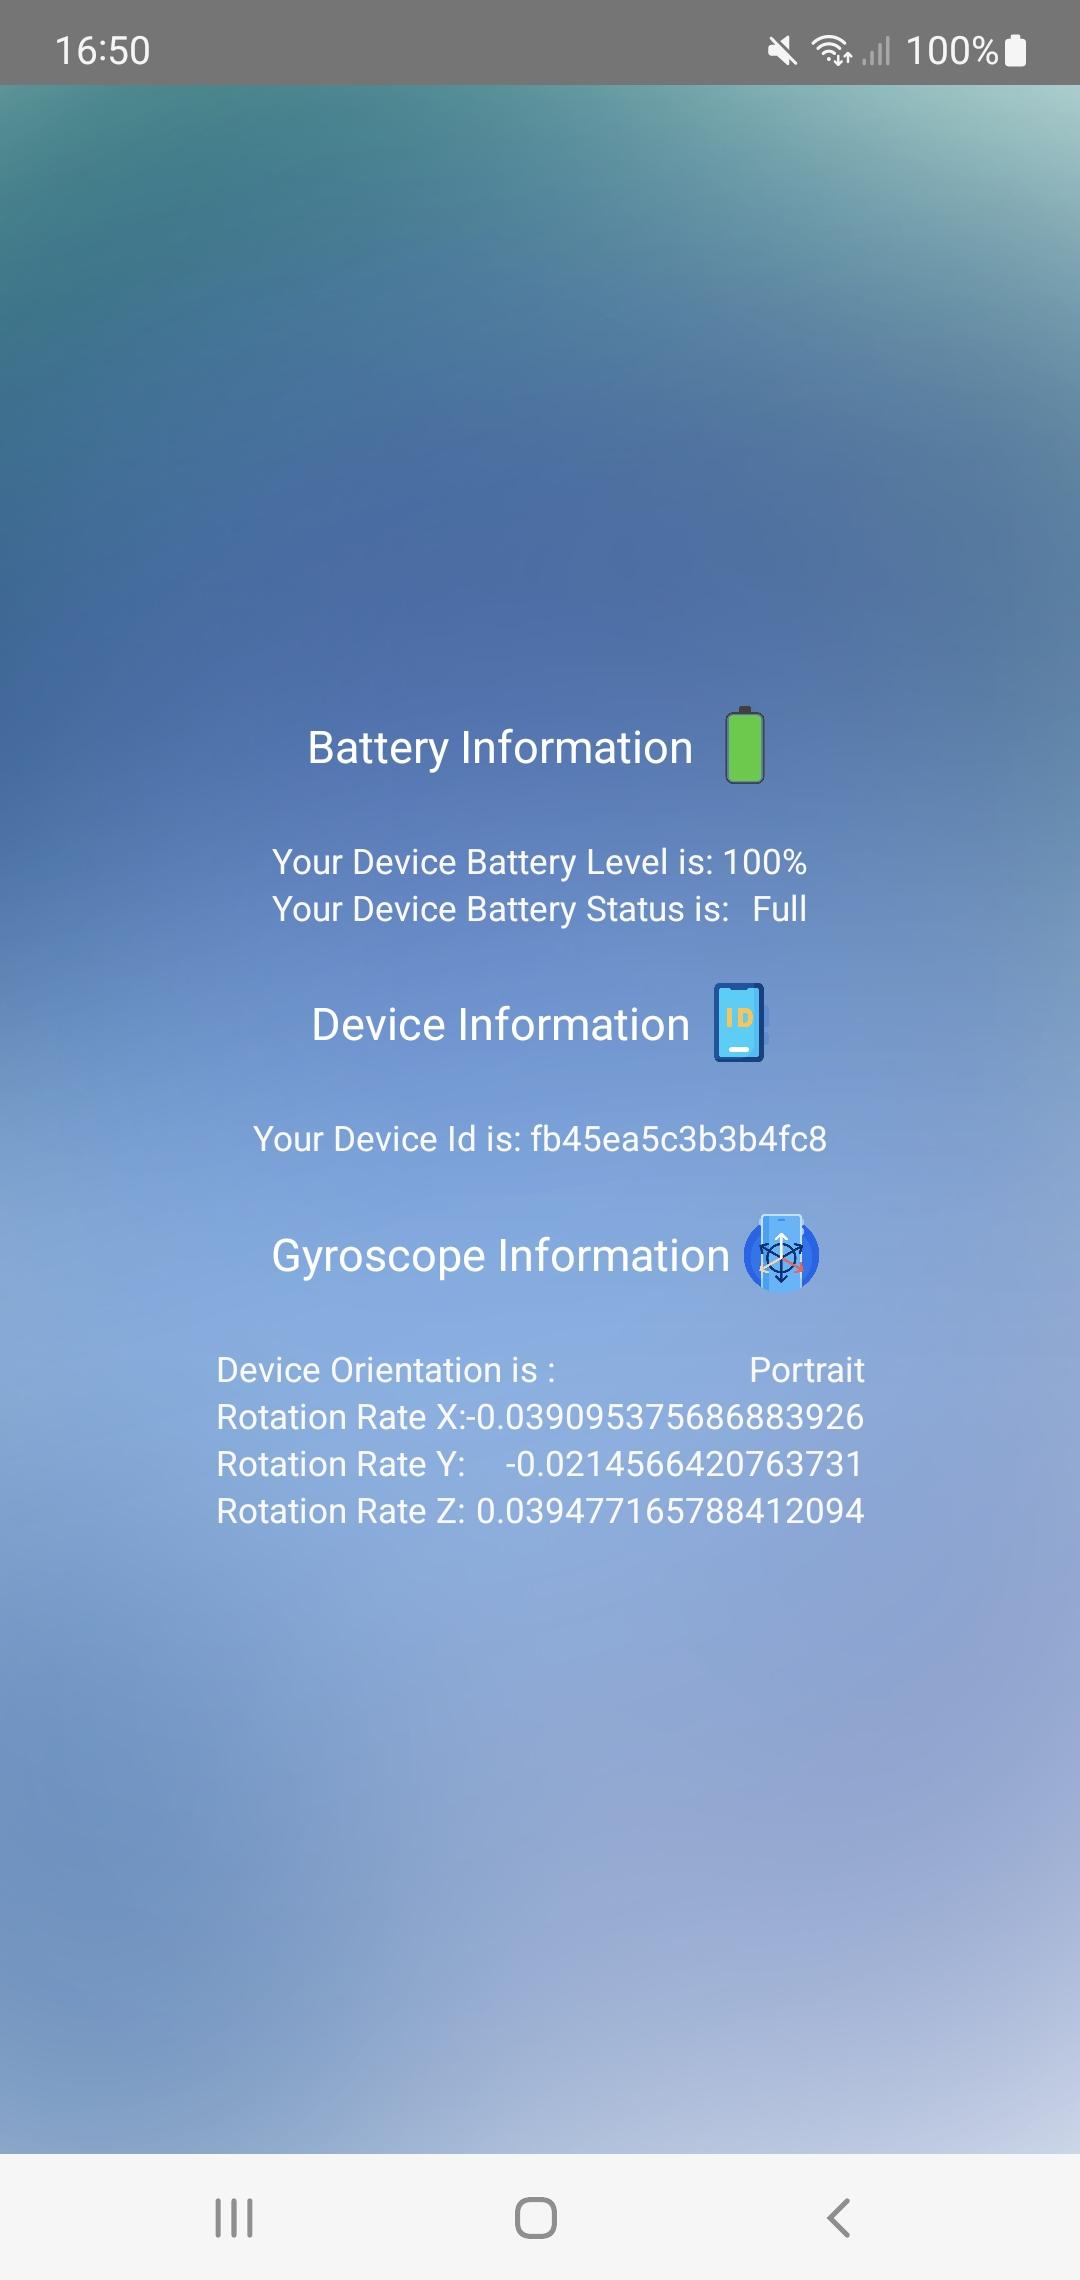 16:50 100%
Battery Information
Your Device Battery Level is: 100%
Your Device Battery Status is: Full
Device Information ID
Your Device Id is: fb45ea5c3b3b4fc8
Gyroscope Information
Device Orientation is : Portrait
Rotation Rate X:-0.039095375686883926
Rotation Rate Y: -0.0214566420763731
Rotation Rate Z: 0.039477165788412094